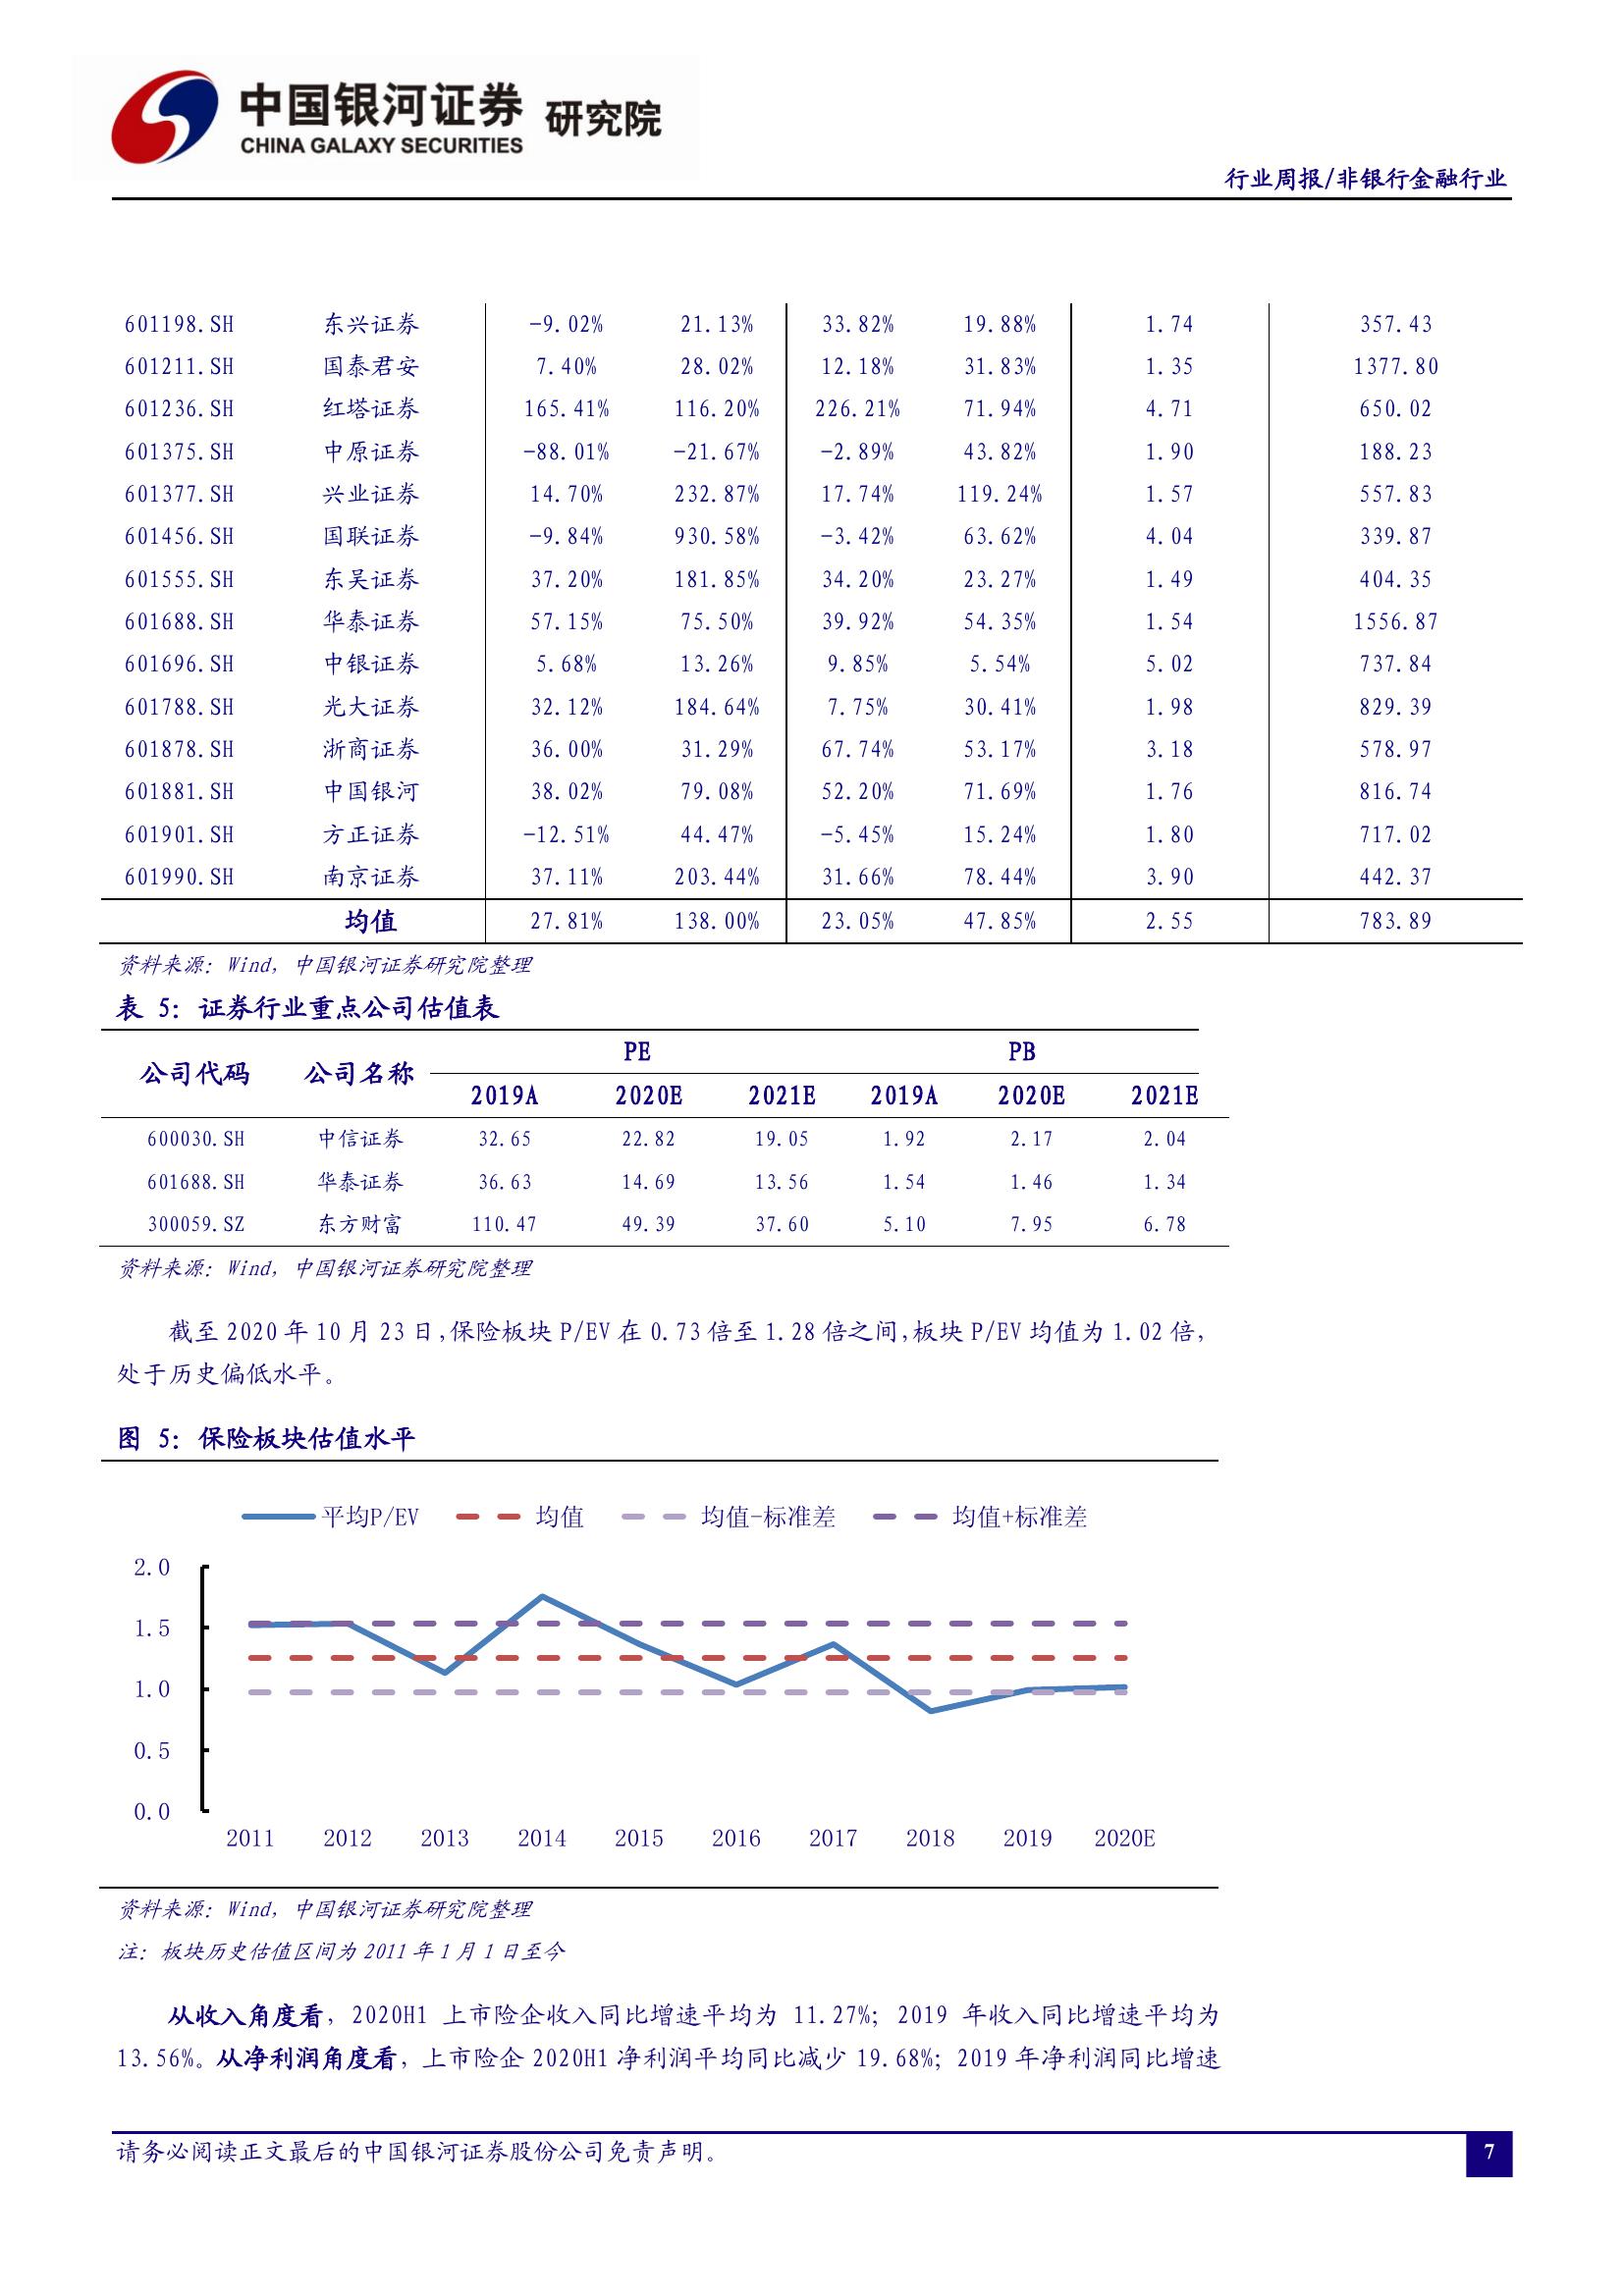 中国银河证券 研究院
CHINA GALAXY SECURITIES
行业周报/非银行金融行业
601198.SH 东兴证券 -9.02% 21.13% 33.82% 19.88% 1.74 357.43
601211.SH 国泰君安 7.40% 28.02% 12.18% 31.83% 1.35 1377.80
601236.SH 红塔证券 165.41% 116.20% 226.21% 71.94% 4.71 650.02
601375.SH 中原证券 -88.01% -21.67% -2.89% 43.82% 1.90 188.23
601377.SH 兴业证券 14.70% 232.87% 17.74% 119.24% 1.57 557.83
601456.SH 国联证券 -9.84% 930.58% -3.42% 63.62% 4.04 339.87
601555.SH 东吴证券 37.20% 181.85% 34.20% 23.27% 1.49 404.35
601688.SH 华泰证券 57.15% 75.50% 39.92% 54.35% 1.54 1556.87
601696.SH 中银证券 5.68% 13.26% 9.85% 5.54% 5.02 737.84
601788.SH 光大证券 32.12% 184.64% 7.75% 30.41% 1.98 829.39
601878.SH 浙商证券 36.00% 31.29% 67.74% 53.17% 3.18 578.97
601881.SH 中国银河 38.02% 79.08% 52.20% 71.69% 1.76 816.74
601901.SH 方正证券 -12.51% 44.47% -5.45% 15.24% 1.80 717.02
601990.SH 南京证券 37.11% 203.44% 31.66% 78.44% 3.90 442.37
均值 27.81% 138.00% 23.05% 47.85% 2.55 783.89
资料来源：Wind，中国银河证券研究院整理
表 5：证券行业重点公司估值表
公司代码 公司名称 PE PB
2019A 2020E 2021E 2019A 2020E 2021E
600030.SH 中信证券 32.65 22.82 19.05 1.92 2.17 2.04
601688.SH 华泰证券 36.63 14.69 13.56 1.54 1.46 1.34
300059.SZ 东方财富 110.47 49.39 37.60 5.10 7.95 6.78
资料来源：Wind，中国银河证券研究院整理
截至 2020 年 10 月 23 日，保险板块 P/EV 在 0.73 倍至 1.28 倍之间，板块 P/EV 均值为 1.02 倍，
处于历史偏低水平。
图 5：保险板块估值水平
平均P/EV 均值 均值-标准差 均值+标准差
2.0
1.5
1.0
0.5
0.0
2011 2012 2013 2014 2015 2016 2017 2018 2019 2020E
资料来源：Wind，中国银河证券研究院整理
注：板块历史估值区间为 2011 年 1 月 1 日至今
从收入角度看，2020H1 上市险企收入同比增速平均为 11.27%；2019 年收入同比增速平均为
13.56%。从净利润角度看，上市险企 2020H1 净利润平均同比减少 19.68%；2019 年净利润同比增速
请务必阅读正文最后的中国银河证券股份公司免责声明。
7